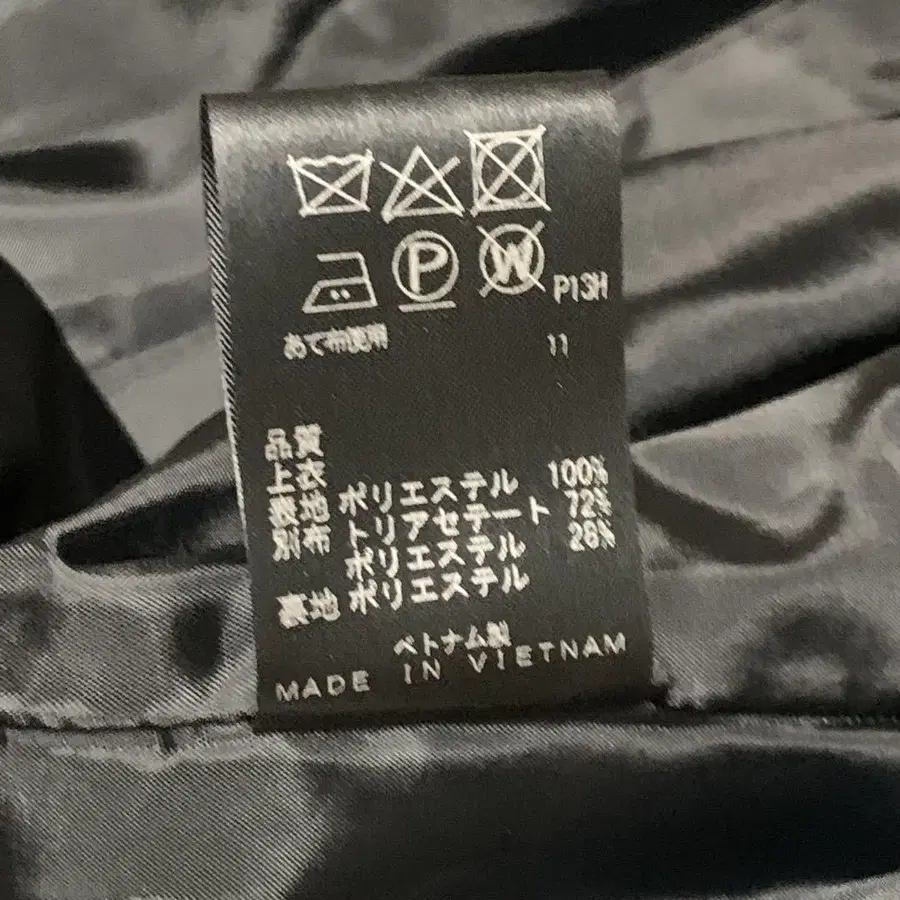 P W P13H
あて布使用 11
品質
上衣
表地 ポリエステル 100%
別布 トリアセテート 72%
ポリエステル 28%
裏地 ポリエステル
ベトナム製
MADE IN VIETNAM